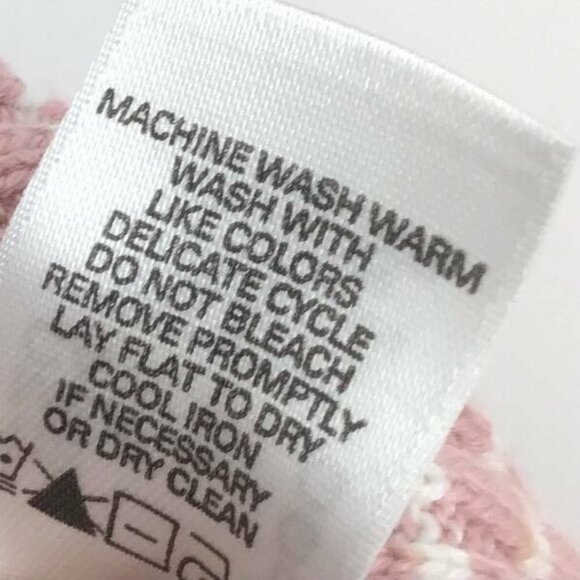 MACHINE WASH WARM
WASH WITH
LIKE COLORS
DELICATE CYCLE
DO NOT BLEACH
REMOVE PROMPTLY
LAY FLAT TO DRY
COOL IRON
IF NECESSARY
OR DRY CLEAN